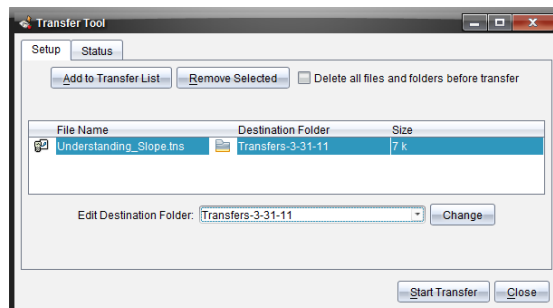 Transfer Tool
Setup Status
Add to Transfer List Remove Selected Delete all files and folders before transfer
File Name Destination Folder Size
Understanding_Slope.tns Transfers-3-31-11 7 k
Edit Destination Folder: Transfers-3-31-11 Change
Start Transfer Close